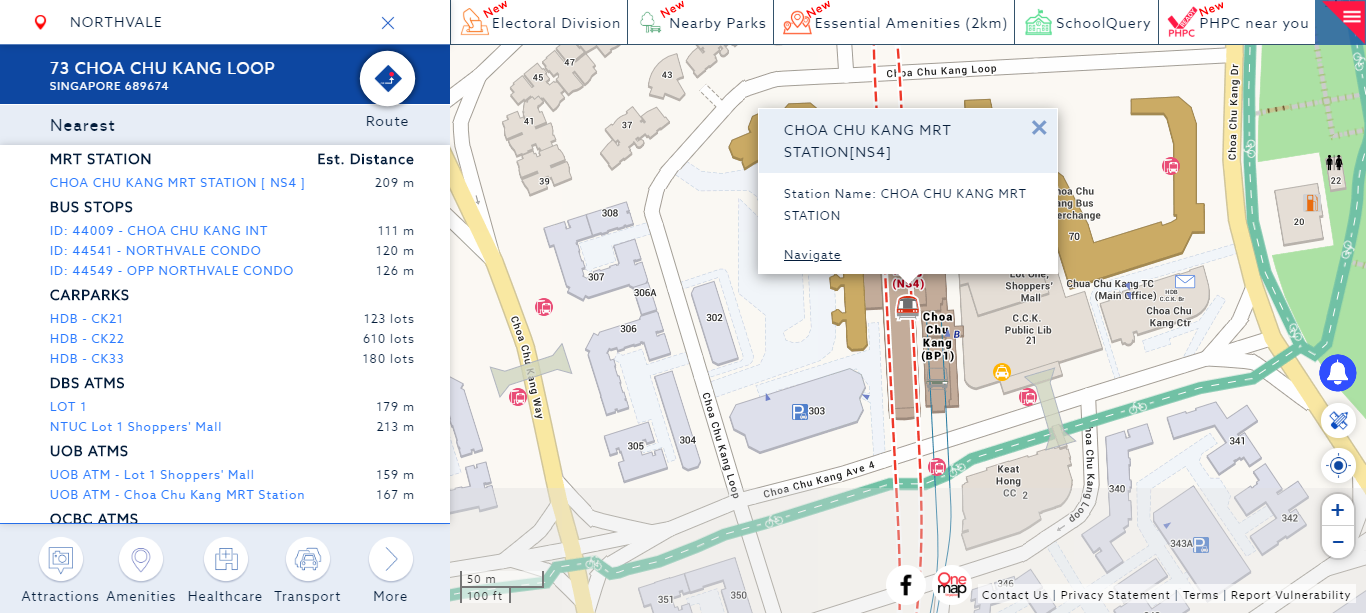 NORTHVALE
New
Electoral Division
New
Nearby Parks
New
Essential Amenities (2km)
SchoolQuery
READY
PHPC
New
PHPC near you
73 CHOA CHU KANG LOOP
SINGAPORE 689674
Nearest
Route
MRT STATION Est. Distance
CHOA CHU KANG MRT STATION [ NS4 ] 209 m
BUS STOPS
ID: 44009 - CHOA CHU KANG INT 111 m
ID: 44541 - NORTHVALE CONDO 120 m
ID: 44549 - OPP NORTHVALE CONDO 126 m
CARPARKS
HDB - CK21 123 lots
HDB - CK22 610 lots
HDB - CK33 180 lots
DBS ATMS
LOT 1 179 m
NTUC Lot 1 Shoppers' Mall 213 m
UOB ATMS
UOB ATM - Lot 1 Shoppers' Mall 159 m
UOB ATM - Choa Chu Kang MRT Station 167 m
OCBC ATMS
Attractions
Amenities
Healthcare
Transport
More
CHOA CHU KANG MRT
STATION[NS4]
Station Name: CHOA CHU KANG MRT
STATION
Navigate
45
47
43
41
37
39
Choa Chu Kang Loop
Choa Chu Kang Dr
22
20
308
307
306A
306
302
305
304
303
P
Choa Chu Kang Way
Choa Chu Kang Loop
Choa Chu Kang Ave 4
hoa Chu
ang Bus
erchange
70
(NS4)
Choa
Chu
Kang
(BP1)
B
Lot One,
Shoppers'
Mall
C.C.K.
Public Lib
21
Chua Chu Kang TC
(Main Office)
HDB
C.C.K. Br
Choa Chu
Kang Ctr
Keat
Hong
CC 2
Choa Chu Kang Loop
340
341
342
343A
P
346
350
351
50 m
100 ft
f
One
map
+
−
Contact Us | Privacy Statement | Terms | Report Vulnerability